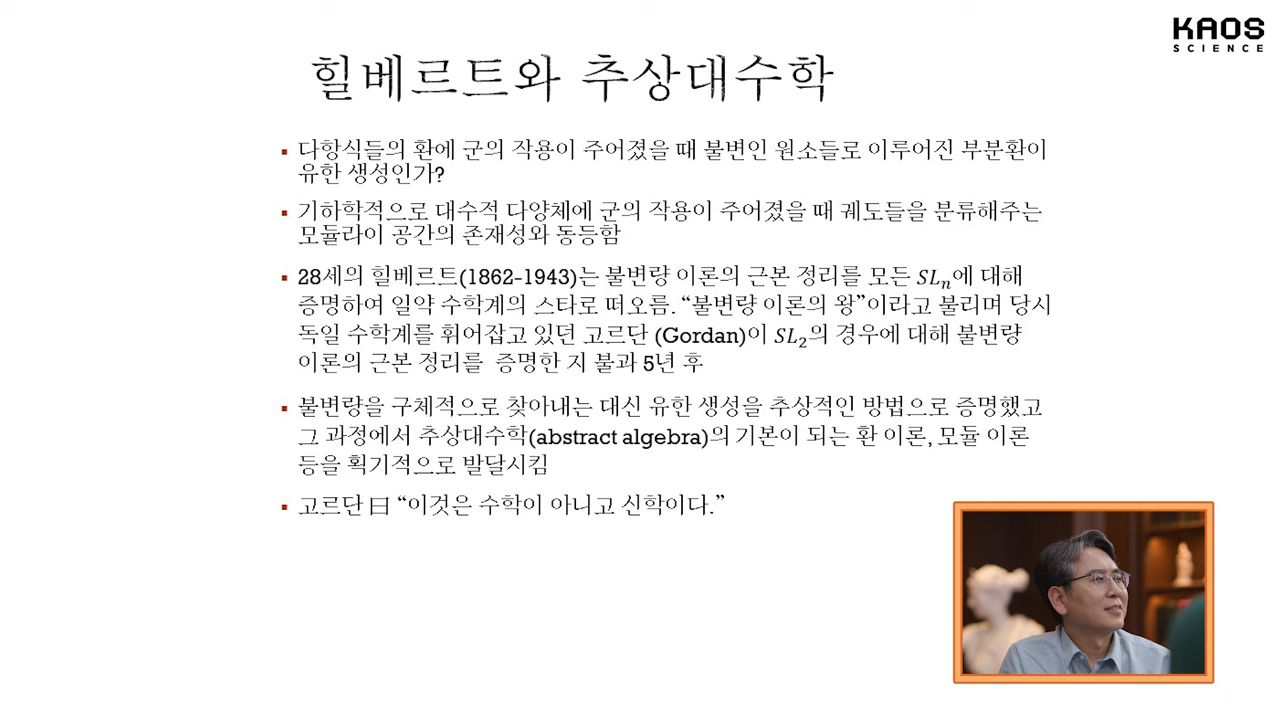 KAOS
SCIENCE
힐베르트와 추상대수학
▪ 다항식들의 환에 군의 작용이 주어졌을 때 불변인 원소들로 이루어진 부분환이
유한 생성인가?
▪ 기하학적으로 대수적 다양체에 군의 작용이 주어졌을 때 궤도들을 분류해주는
모듈라이 공간의 존재성와 동등함
▪ 28세의 힐베르트(1862-1943)는 불변량 이론의 근본 정리를 모든 SLₙ에 대해
증명하여 일약 수학계의 스타로 떠오름. “불변량 이론의 왕”이라고 불리며 당시
독일 수학계를 휘어잡고 있던 고르단 (Gordan)이 SL₂의 경우에 대해 불변량
이론의 근본 정리를 증명한 지 불과 5년 후
▪ 불변량을 구체적으로 찾아내는 대신 유한 생성을 추상적인 방법으로 증명했고
그 과정에서 추상대수학(abstract algebra)의 기본이 되는 환 이론, 모듈 이론
등을 획기적으로 발달시킴
▪ 고르단 曰 “이것은 수학이 아니고 신학이다.”